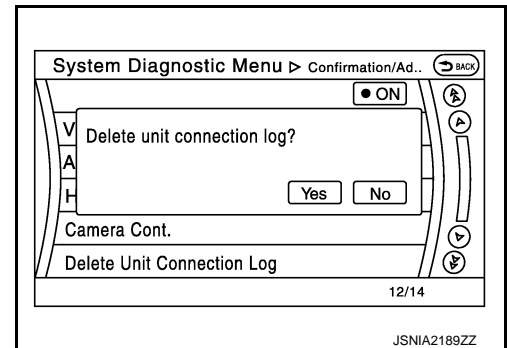 System Diagnostic Menu ▷ Confirmation/Ad..
BACK
● ON
V
Delete unit connection log?
A
H
Yes No
Camera Cont.
Delete Unit Connection Log
12/14
JSNIA2189ZZ